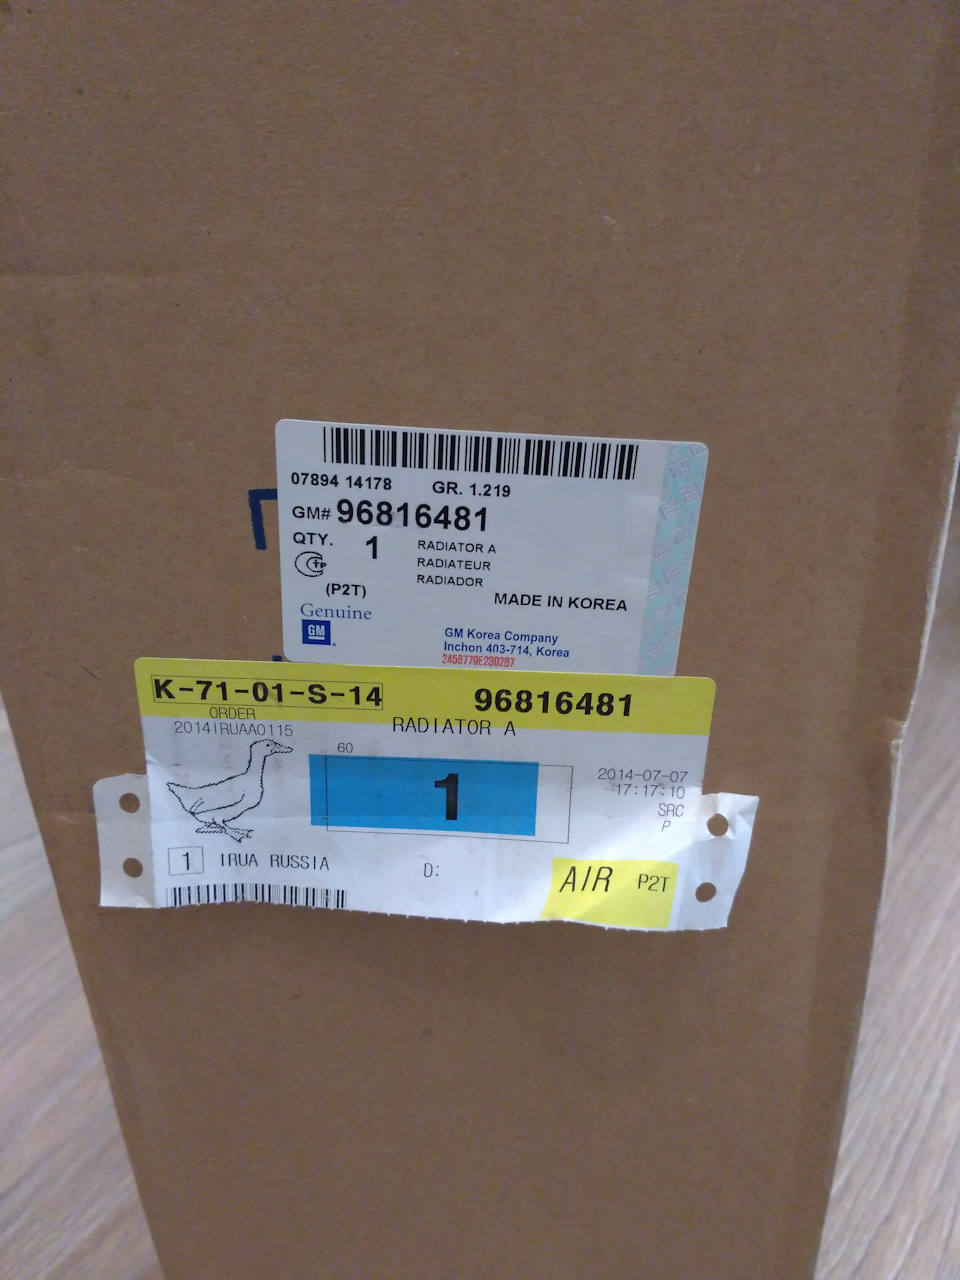 07894 14178 GR. 1.219
GM# 96816481
QTY. 1 RADIATOR A
RADIATEUR
RADIADOR
(P2T)
MADE IN KOREA
Genuine
GM
GM Korea Company
Inchon 403-714, Korea
K-71-01-S-14 96816481
ORDER
2014IRUAA0115
RADIATOR A
60
1
2014-07-07
17:17:10
SRC
P
1 IRUA RUSSIA D:
AIR P2T